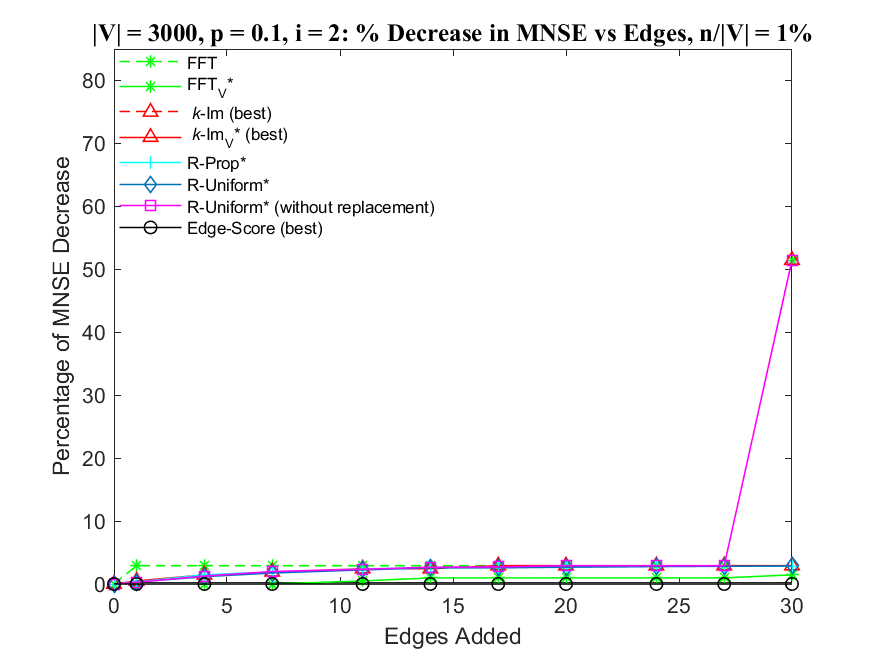 |V| = 3000, p = 0.1, i = 2: % Decrease in MNSE vs Edges, n/|V| = 1%
FFT
FFT_V*
k-Im (best)
k-Im_V* (best)
R-Prop*
R-Uniform*
R-Uniform* (without replacement)
Edge-Score (best)
Percentage of MNSE Decrease
80
70
60
50
40
30
20
10
0
0 5 10 15 20 25 30
Edges Added